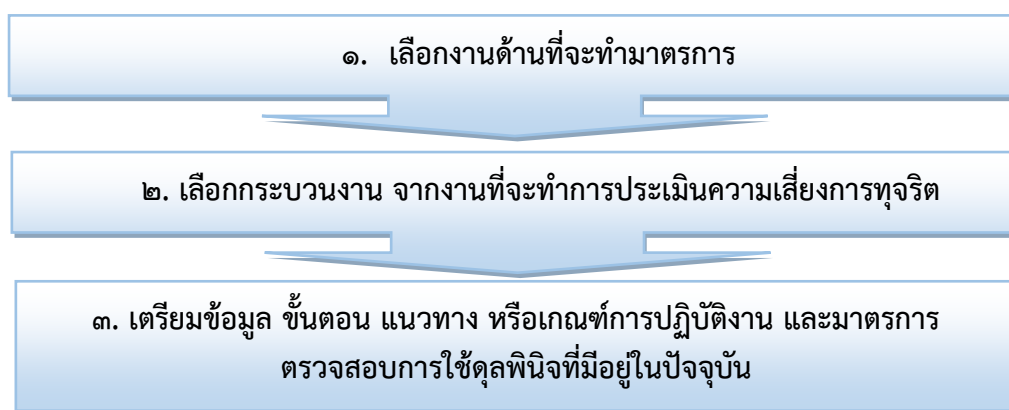 ๑. เลือกงานด้านที่จะทำมาตรการ
๒. เลือกกระบวนงาน จากงานที่จะทำการประเมินความเสี่ยงการทุจริต
๓. เตรียมข้อมูล ขั้นตอน แนวทาง หรือเกณฑ์การปฏิบัติงาน และมาตรการ
ตรวจสอบการใช้ดุลพินิจที่มีอยู่ในปัจจุบัน